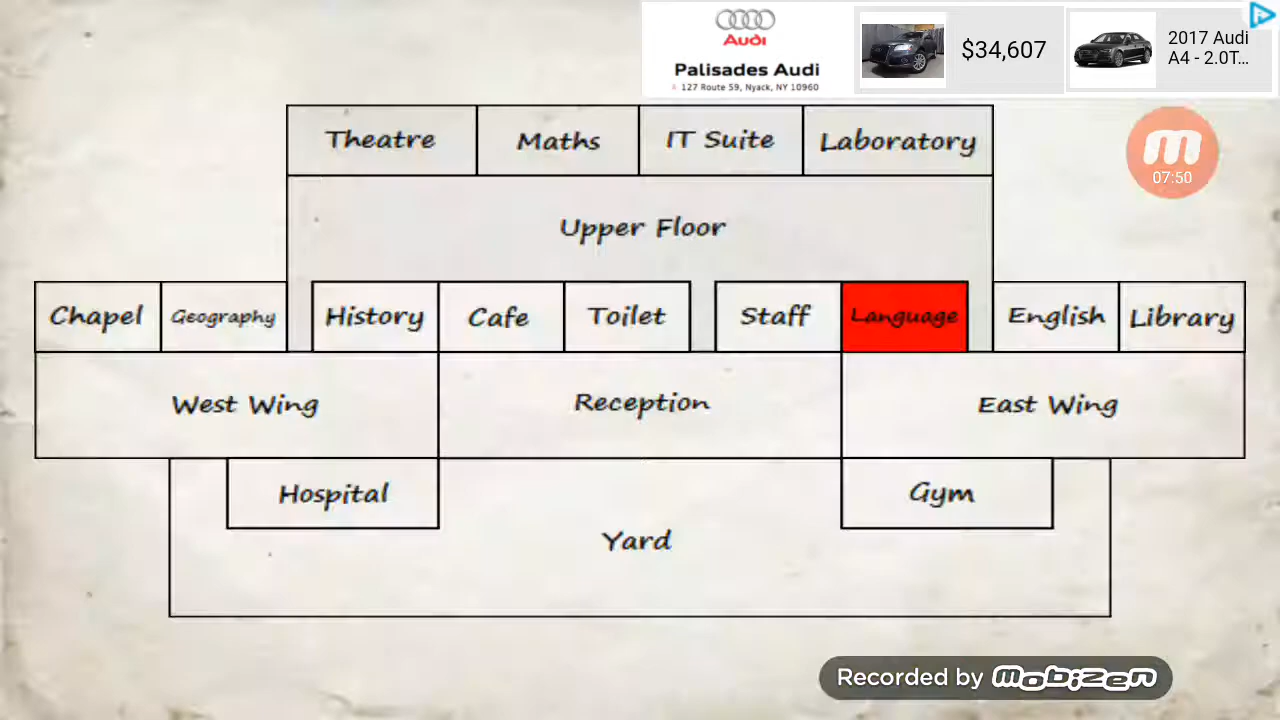 Audi
Palisades Audi
127 Route 59, Nyack, NY 10960
$34,607
2017 Audi
A4 - 2.0T...
m
07:50
Theatre
Maths
IT Suite
Laboratory
Upper Floor
Chapel
Geography
History
Cafe
Toilet
Staff
Language
English
Library
West Wing
Reception
East Wing
Hospital
Gym
Yard
Recorded by mobizen